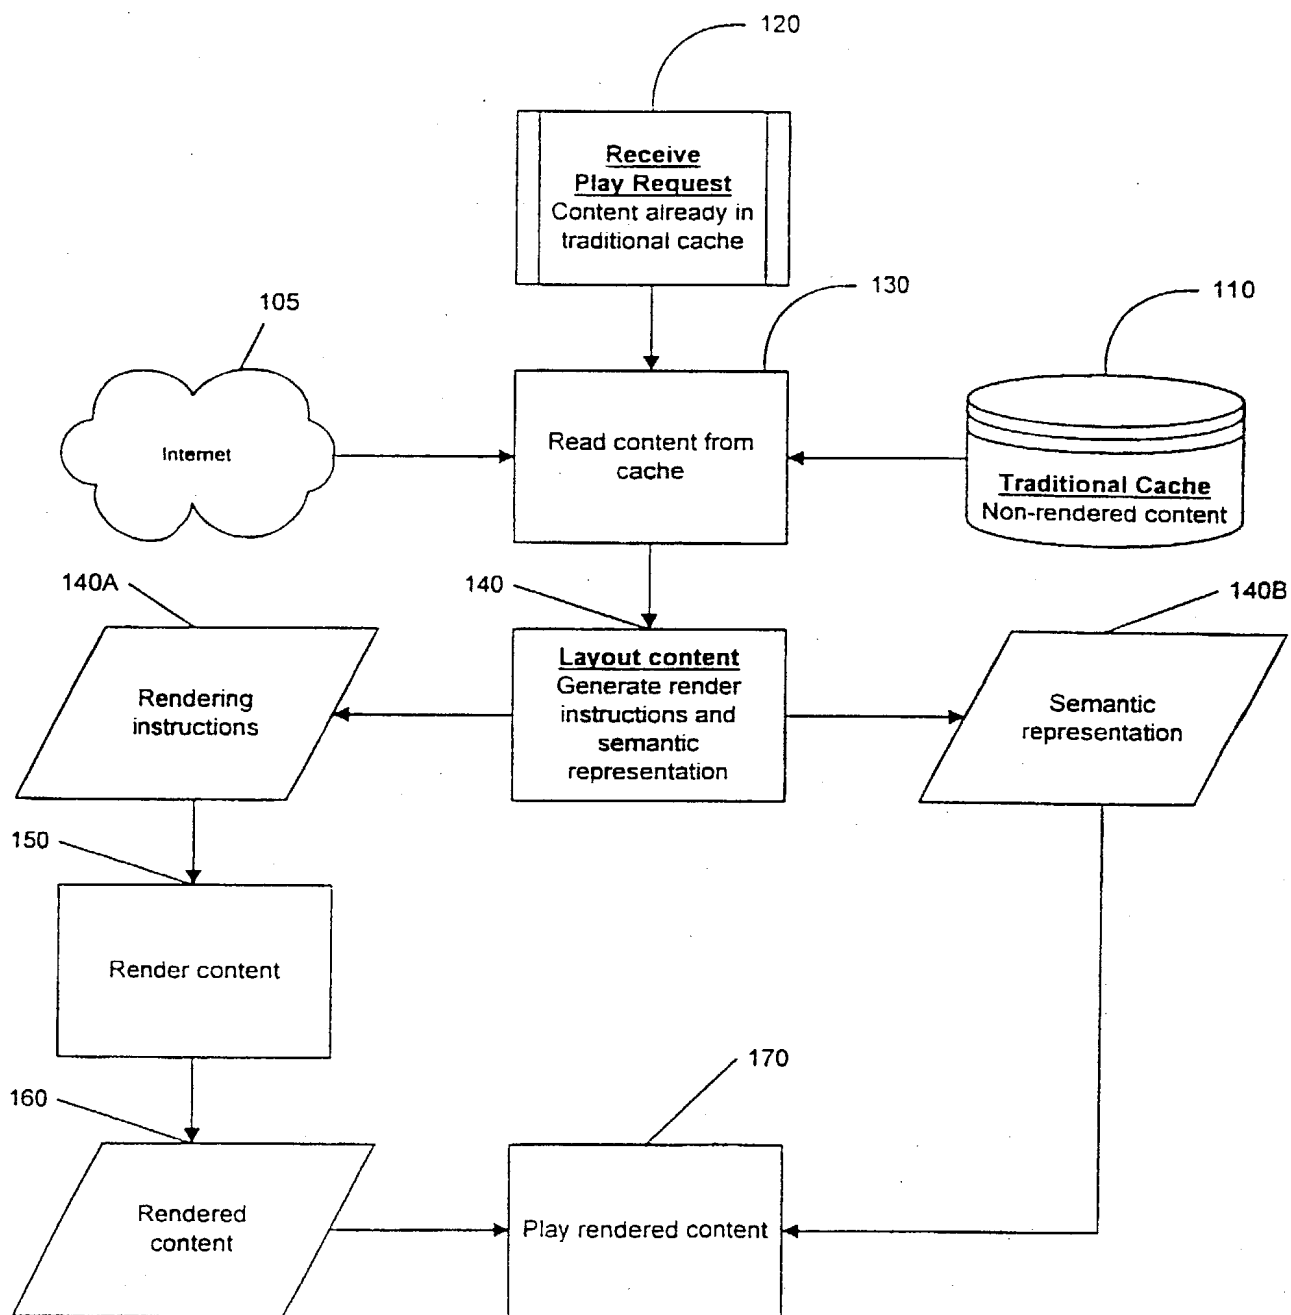 120
Receive
Play Request
Content already in
traditional cache
130
105
110
Internet
Read content from
cache
Traditional Cache
Non-rendered content
140A
140
140B
Rendering
instructions
Layout content
Generate render
instructions and
semantic
representation
Semantic
representation
150
Render content
160
170
Rendered
content
Play rendered content